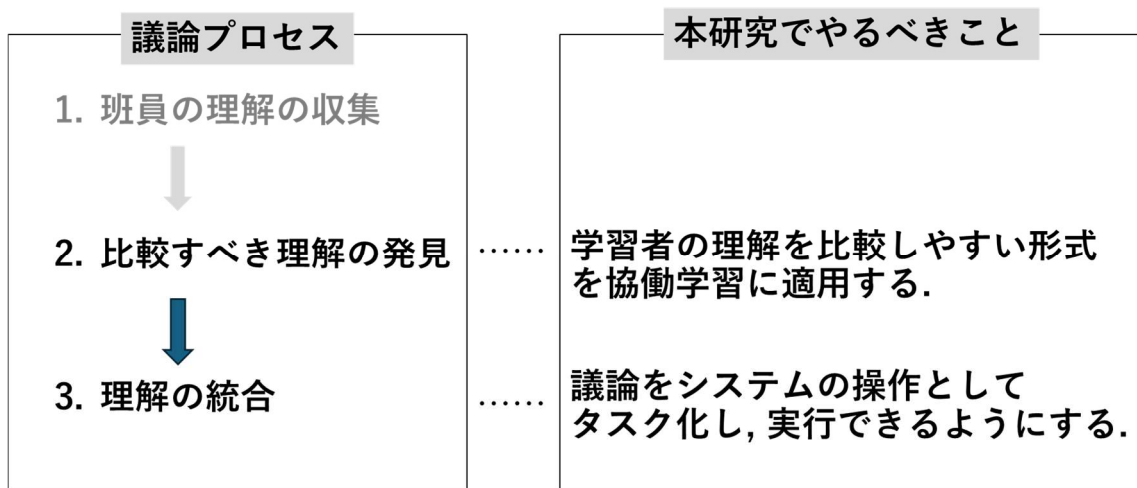 議論プロセス
1. 班員の理解の収集
2. 比較すべき理解の発見
3. 理解の統合
本研究でやるべきこと
…… 学習者の理解を比較しやすい形式
を協働学習に適用する.
…… 議論をシステムの操作として
タスク化し, 実行できるようにする.